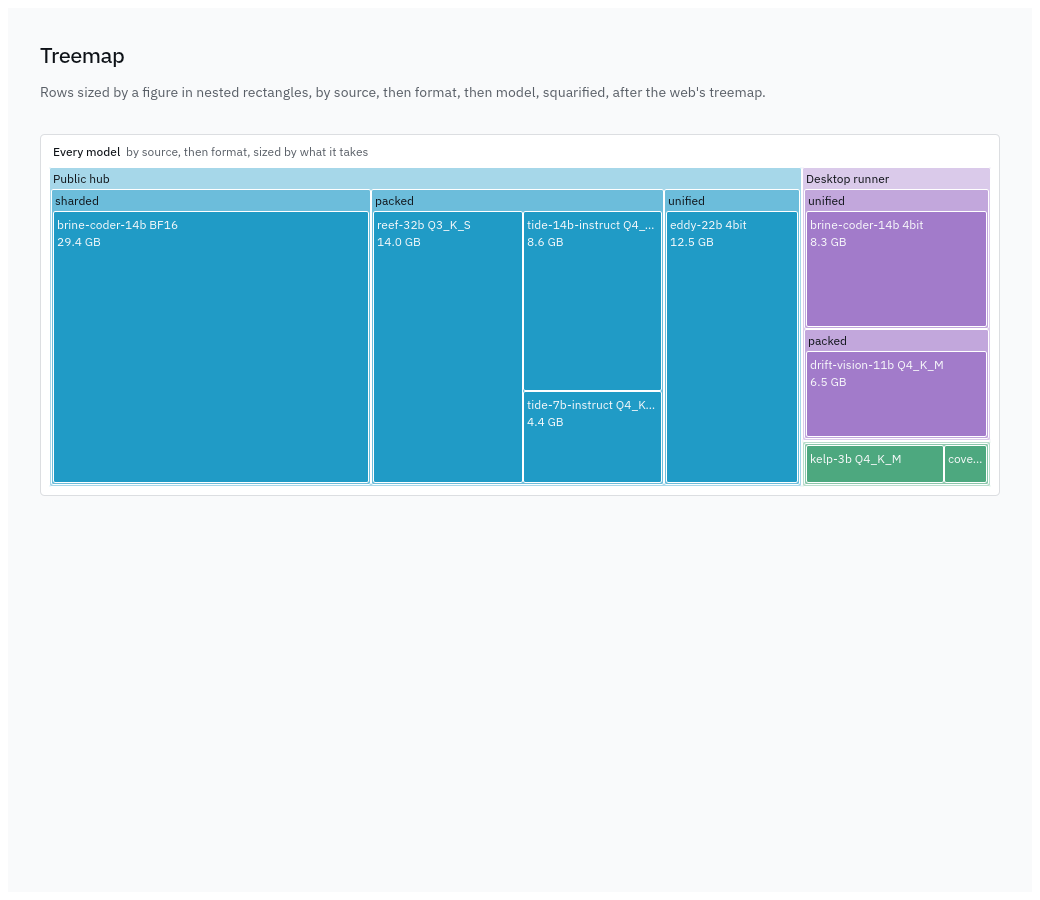 Treemap
Rows sized by a figure in nested rectangles, by source, then format, then model, squarified, after the web's treemap.
Every model by source, then format, sized by what it takes
Public hub
sharded
brine-coder-14b BF16
29.4 GB
packed
reef-32b Q3_K_S
14.0 GB
tide-14b-instruct Q4_...
8.6 GB
tide-7b-instruct Q4_K...
4.4 GB
unified
eddy-22b 4bit
12.5 GB
Desktop runner
unified
brine-coder-14b 4bit
8.3 GB
packed
drift-vision-11b Q4_K_M
6.5 GB
kelp-3b Q4_K_M
cove...